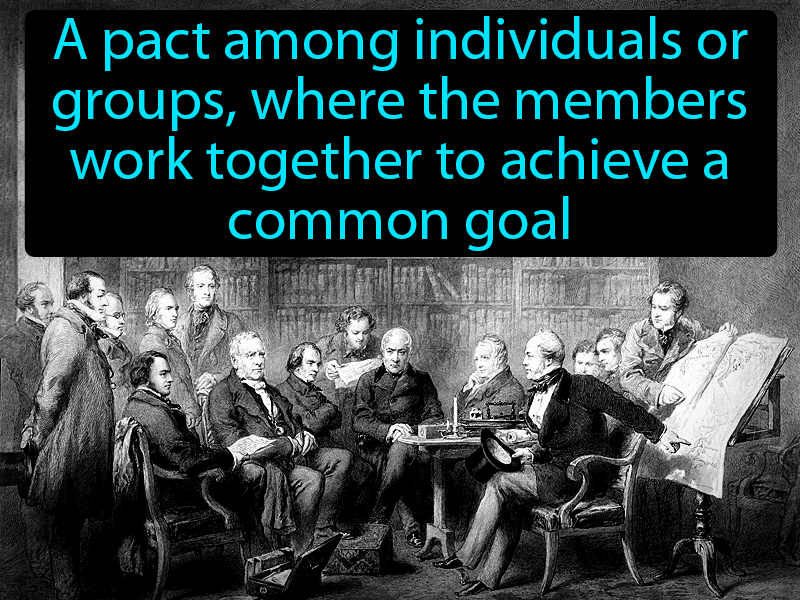 A pact among individuals or
groups, where the members
work together to achieve a
common goal